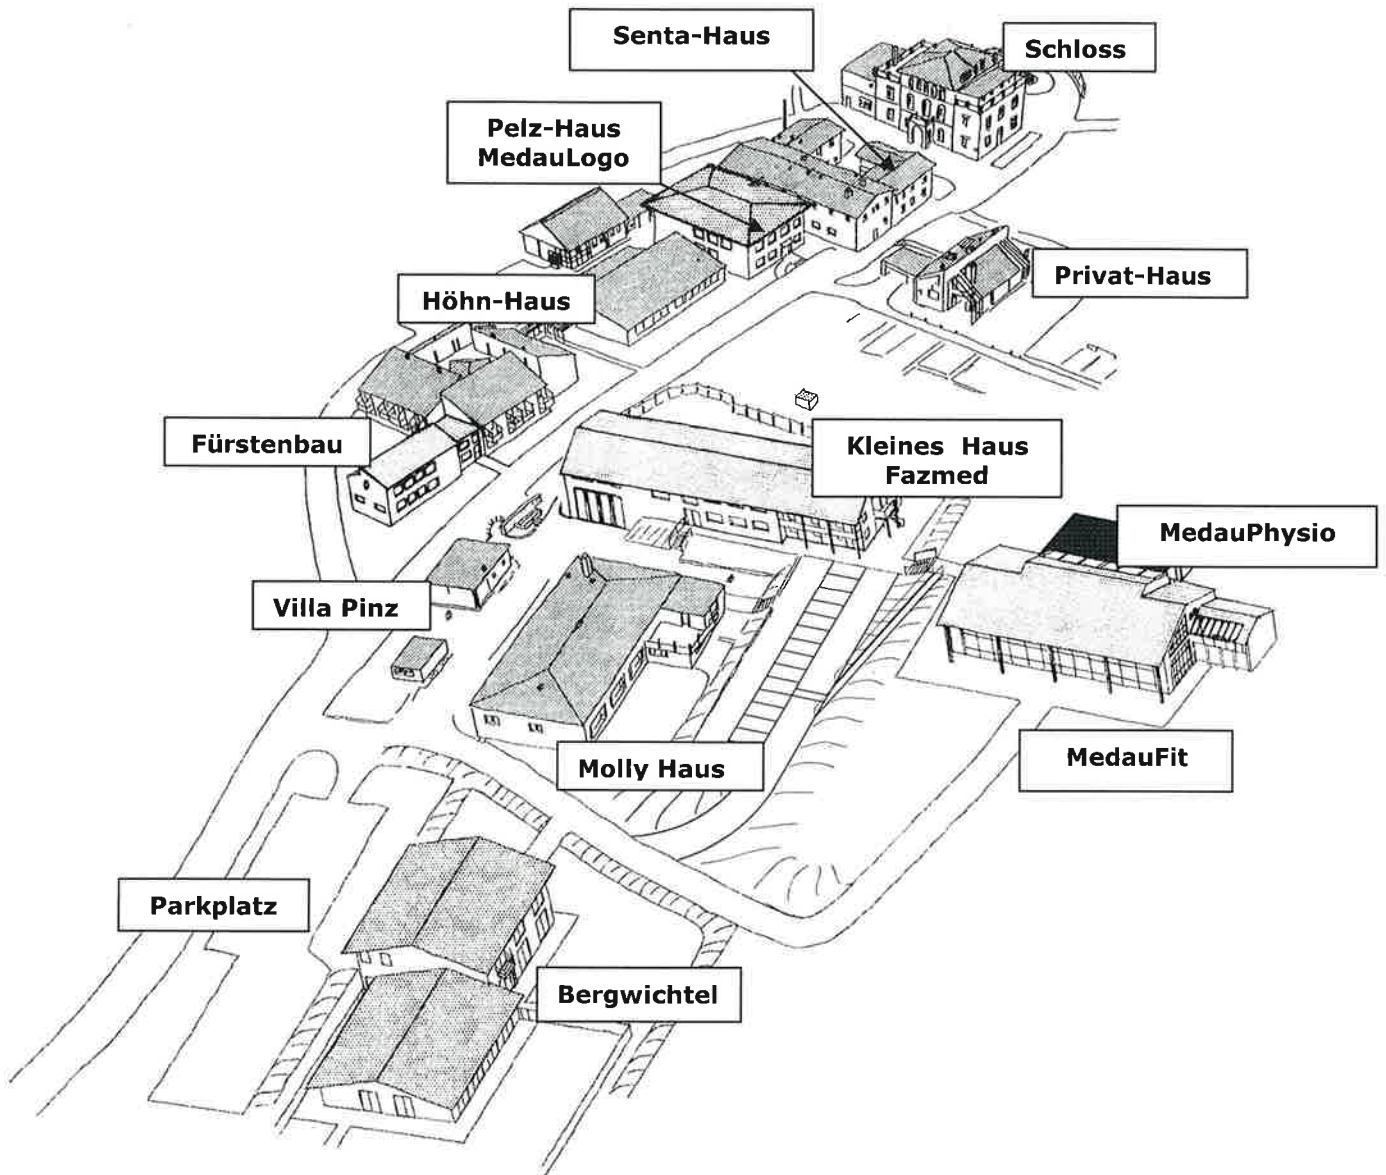 Senta-Haus
Schloss
Pelz-Haus
MedauLogo
Privat-Haus
Höhn-Haus
Fürstenbau
Kleines Haus
Fazmed
MedauPhysio
Villa Pinz
MedauFit
Molly Haus
Parkplatz
Bergwichtel